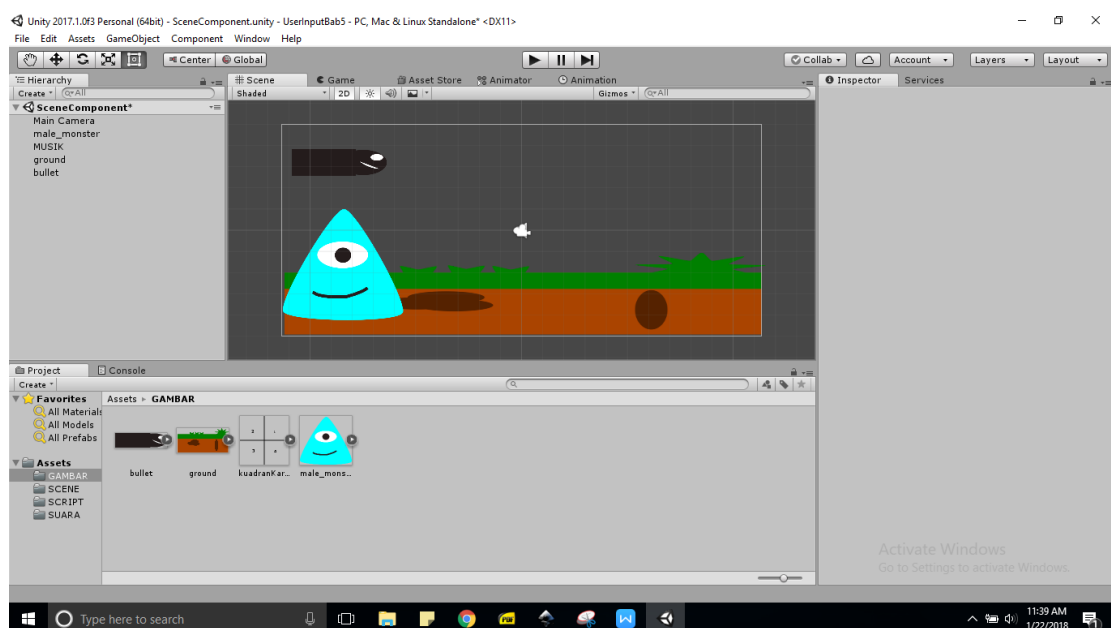 Unity 2017.1.0f3 Personal (64bit) - SceneComponent.unity - UserInputBab5 - PC, Mac & Linux Standalone* <DX11>
File Edit Assets GameObject Component Window Help
Center Global Collab Account Layers Layout
Hierarchy
Create All
SceneComponent*
Main Camera
male_monster
MUSIK
ground
bullet
Scene Game Asset Store Animator Animation
Shaded 2D Gizmos All
Inspector Services
Project Console
Create
Favorites
All Materials
All Models
All Prefabs
Assets
GAMBAR
SCENE
SCRIPT
SUARA
Assets GAMBAR
bullet ground kuadranKar... male_mons...
Activate Windows
Go to Settings to activate Windows.
Type here to search
11:39 AM
1/22/2018